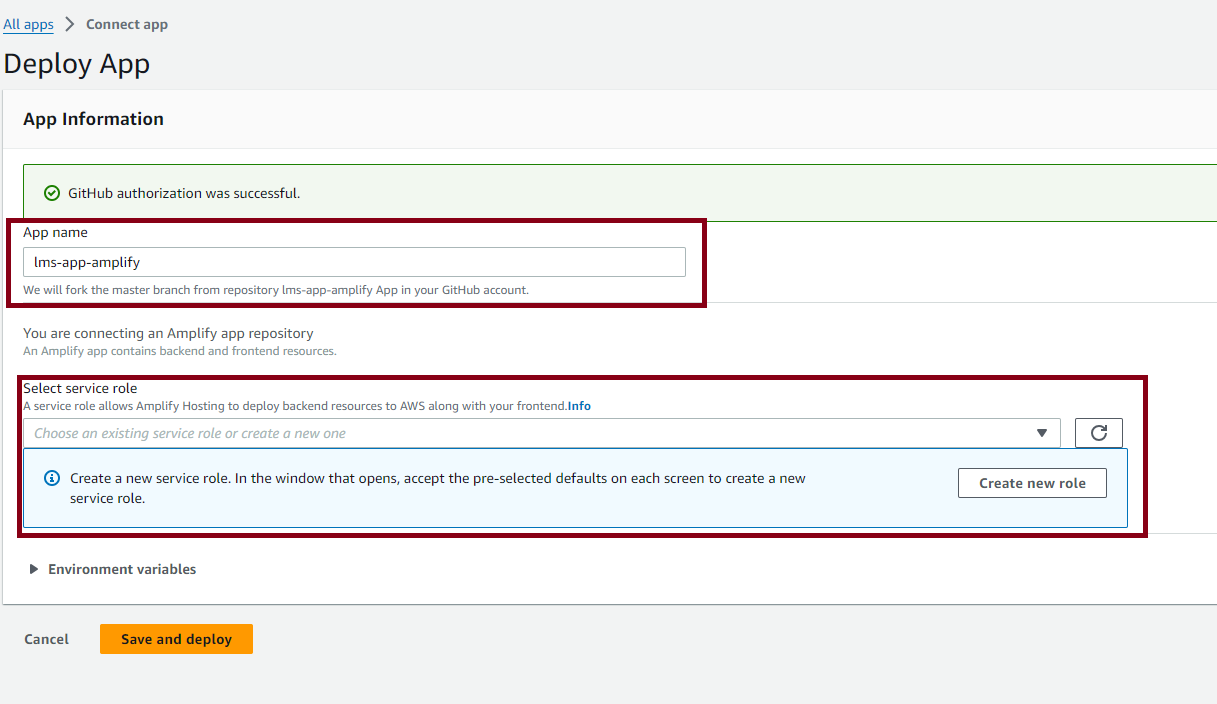 All apps > Connect app
Deploy App
App Information
GitHub authorization was successful.
App name
lms-app-amplify
We will fork the master branch from repository lms-app-amplify App in your GitHub account.
You are connecting an Amplify app repository
An Amplify app contains backend and frontend resources.
Select service role
A service role allows Amplify Hosting to deploy backend resources to AWS along with your frontend.Info
Choose an existing service role or create a new one
Create a new service role. In the window that opens, accept the pre-selected defaults on each screen to create a new
service role.
Create new role
Environment variables
Cancel Save and deploy